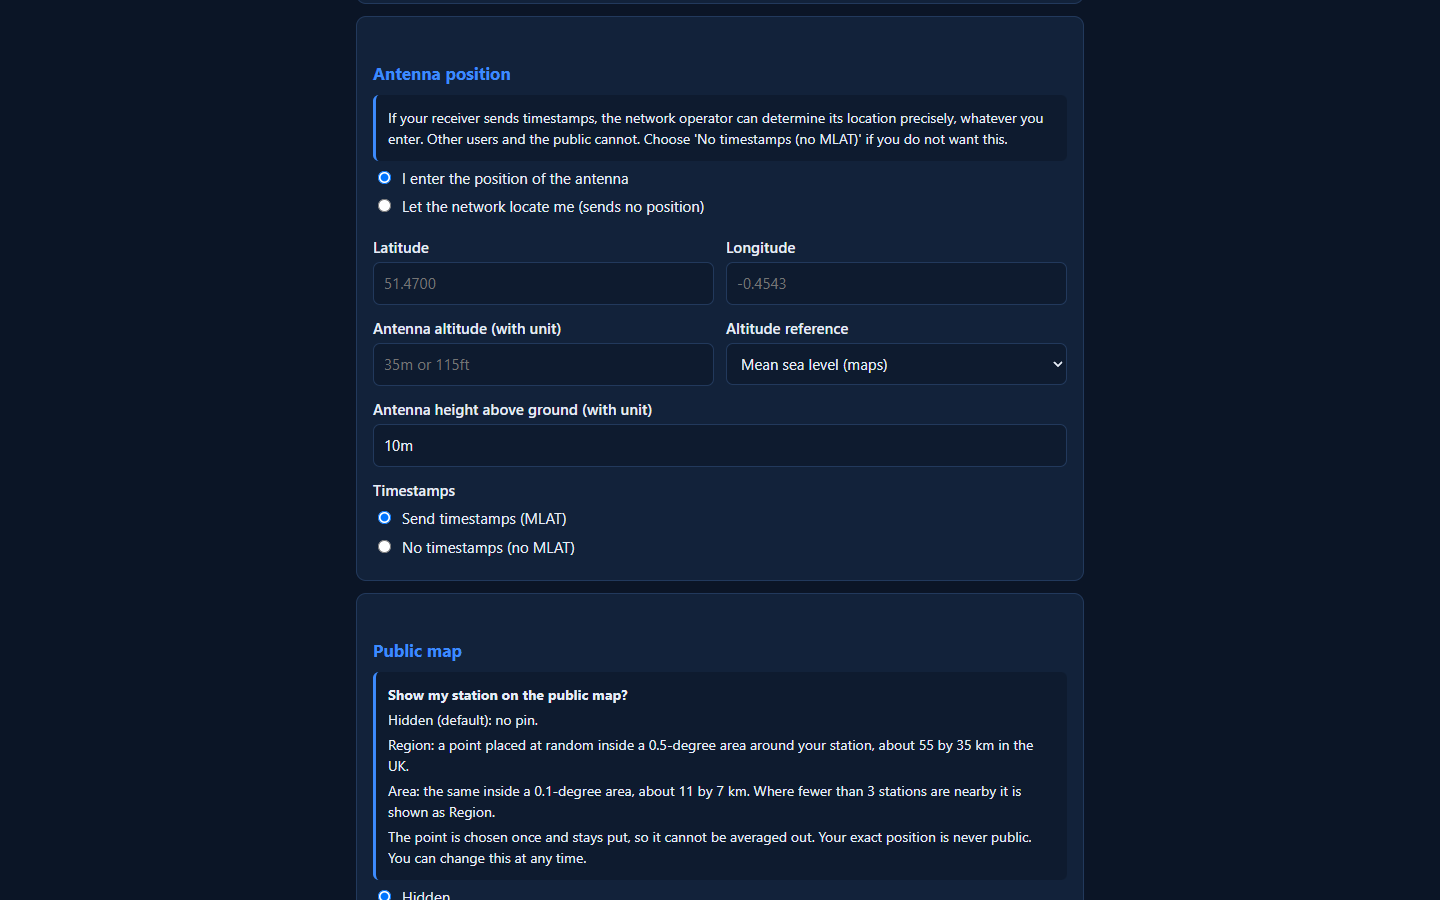 Antenna position
If your receiver sends timestamps, the network operator can determine its location precisely, whatever you
enter. Other users and the public cannot. Choose 'No timestamps (no MLAT)' if you do not want this.
I enter the position of the antenna
Let the network locate me (sends no position)
Latitude
Longitude
51.4700
-0.4543
Antenna altitude (with unit)
Altitude reference
35m or 115ft
Mean sea level (maps)
Antenna height above ground (with unit)
10m
Timestamps
Send timestamps (MLAT)
No timestamps (no MLAT)
Public map
Show my station on the public map?
Hidden (default): no pin.
Region: a point placed at random inside a 0.5-degree area around your station, about 55 by 35 km in the
UK.
Area: the same inside a 0.1-degree area, about 11 by 7 km. Where fewer than 3 stations are nearby it is
shown as Region.
The point is chosen once and stays put, so it cannot be averaged out. Your exact position is never public.
You can change this at any time.
Hidden